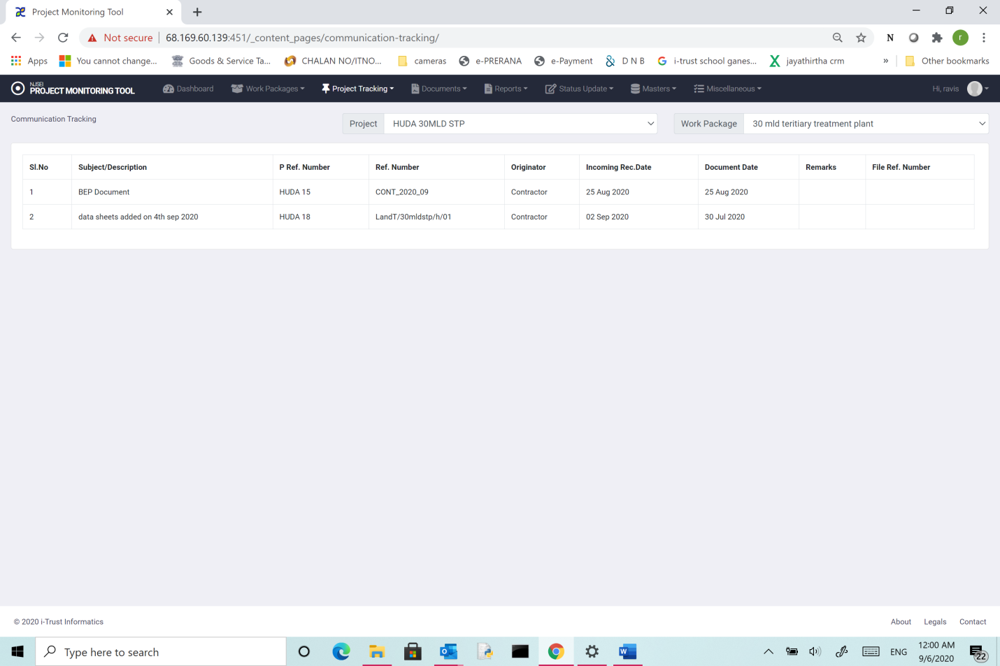 Project Monitoring Tool
Not secure 68.169.60.139:451/_content_pages/communication-tracking/
N
r
Apps You cannot change... Goods & Service Ta... CHALAN NO/ITNO... cameras e-PRERANA e-Payment D N B i-trust school ganes... jayathirtha crm » Other bookmarks
NJSEI
PROJECT MONITORING TOOL
Dashboard Work Packages Project Tracking Documents Reports Status Update Masters Miscellaneous Hi, ravis
Communication Tracking Project HUDA 30MLD STP Work Package 30 mld teritiary treatment plant
Sl.No Subject/Description P Ref. Number Ref. Number Originator Incoming Rec.Date Document Date Remarks File Ref. Number
1 BEP Document HUDA 15 CONT_2020_09 Contractor 25 Aug 2020 25 Aug 2020
2 data sheets added on 4th sep 2020 HUDA 18 LandT/30mldstp/h/01 Contractor 02 Sep 2020 30 Jul 2020
© 2020 i-Trust Informatics About Legals Contact
Type here to search ENG 12:00 AM
9/6/2020 22